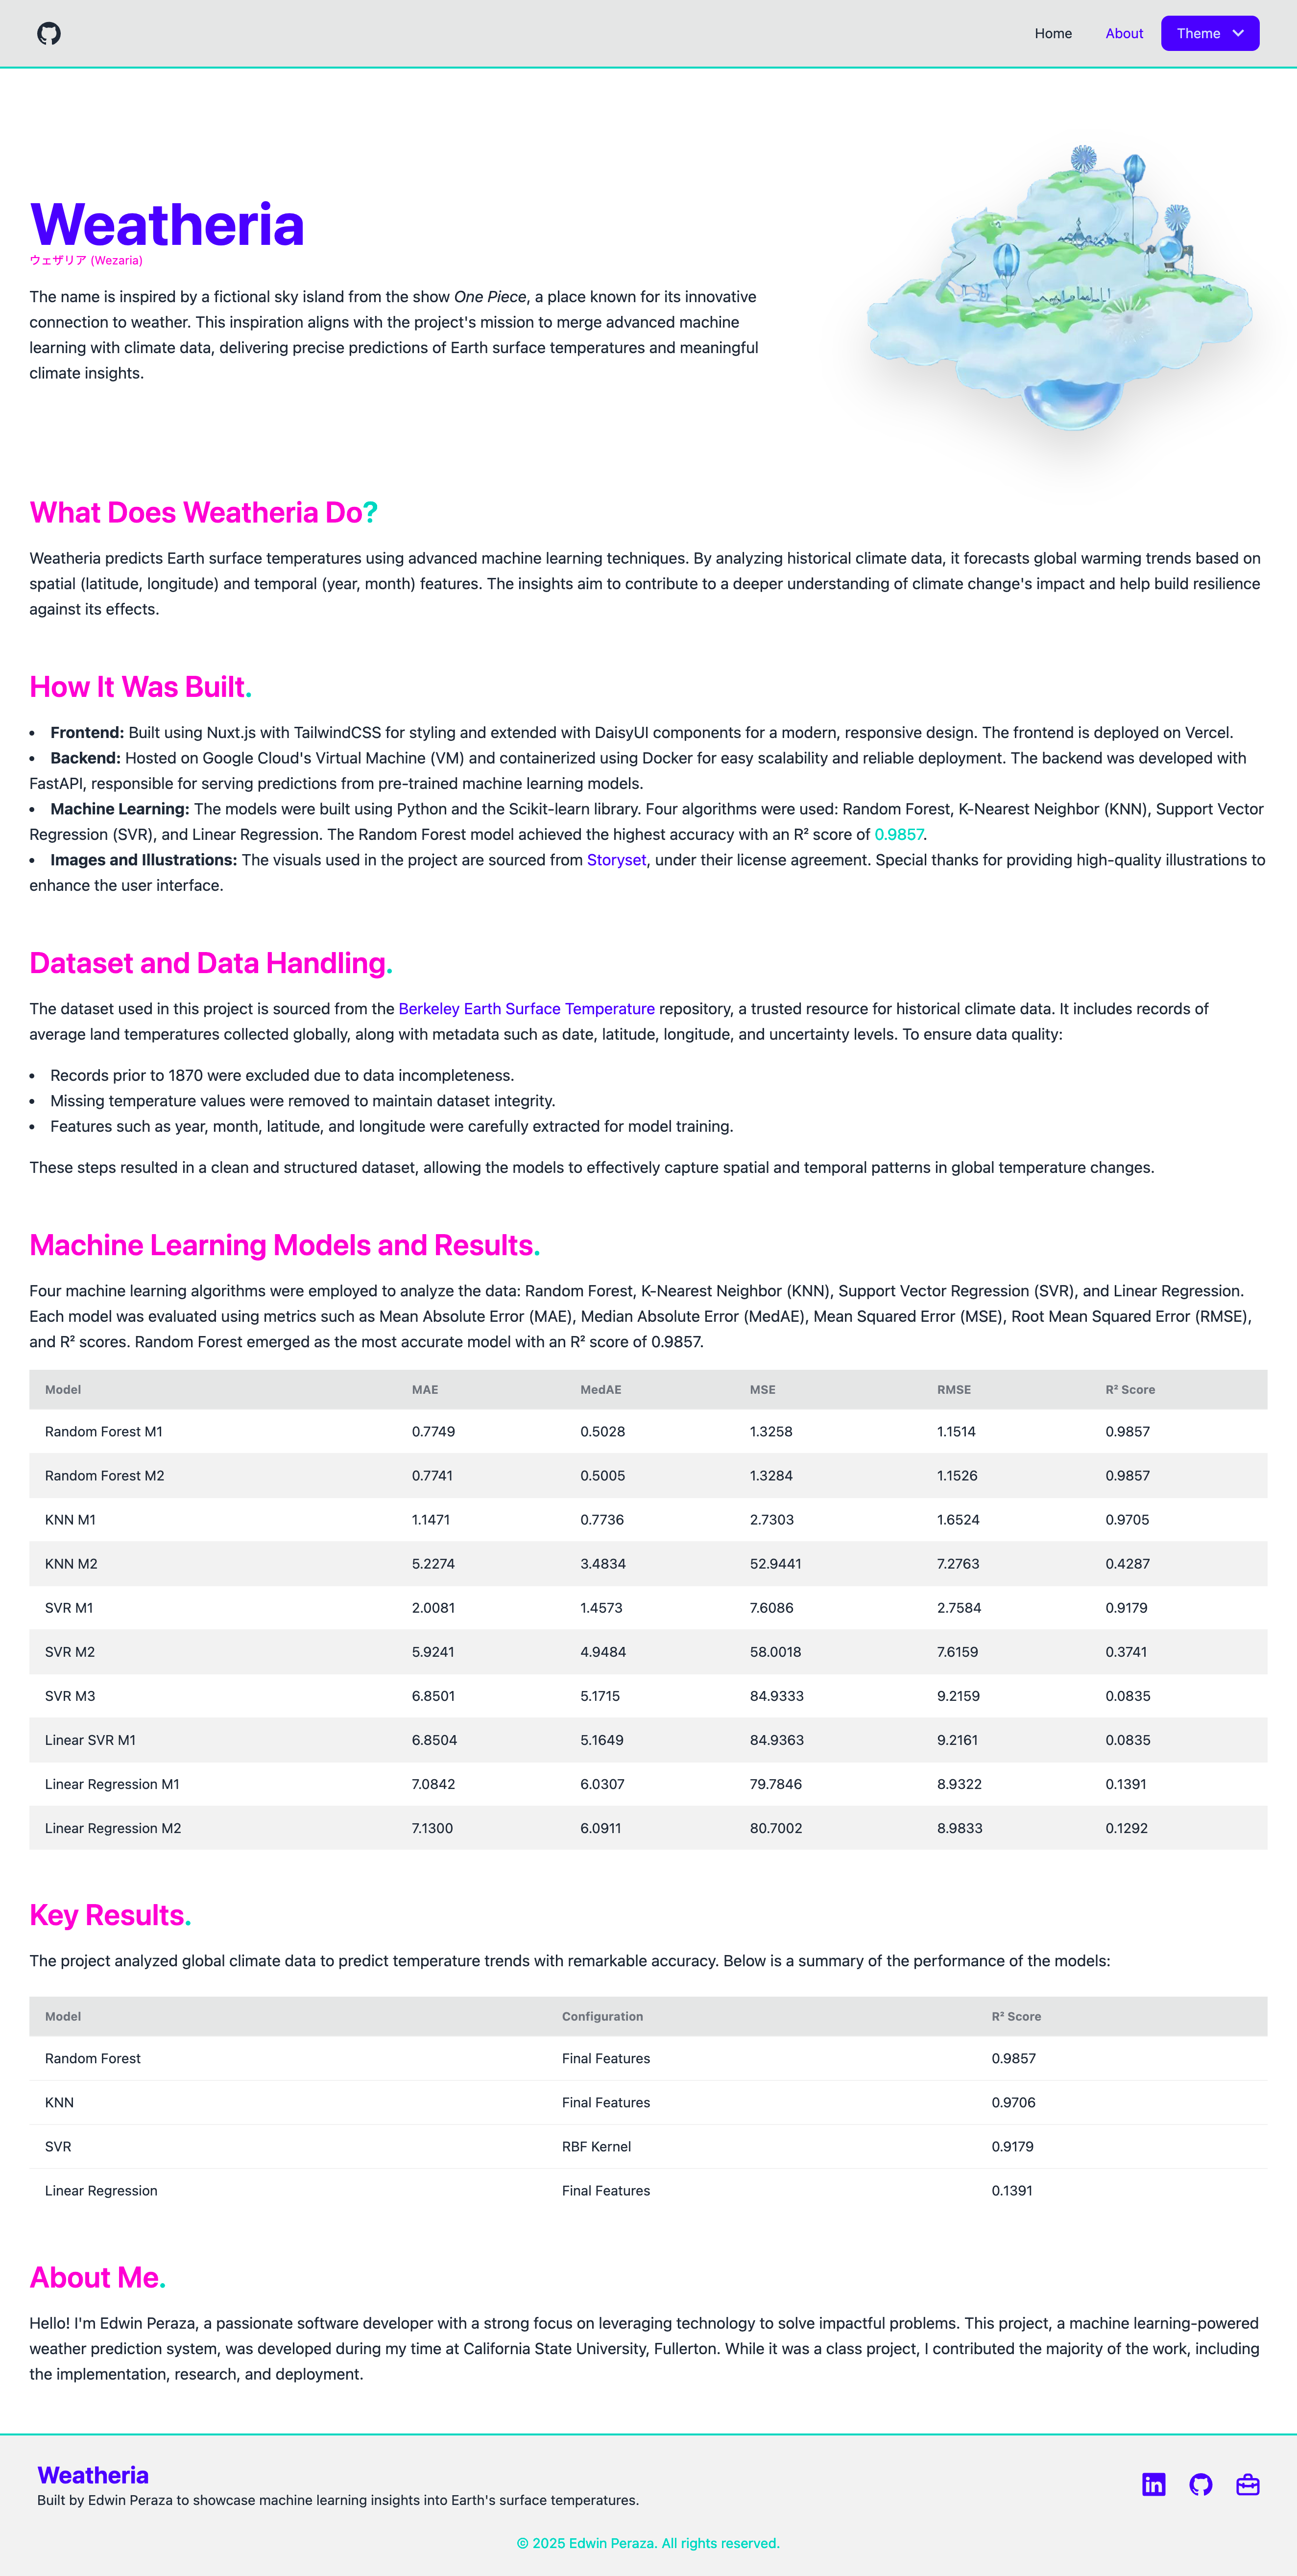 Home About Theme
Weatheria
ウェザリア (Wezaria)
The name is inspired by a fictional sky island from the show One Piece, a place known for its innovative
connection to weather. This inspiration aligns with the project's mission to merge advanced machine
learning with climate data, delivering precise predictions of Earth surface temperatures and meaningful
climate insights.
What Does Weatheria Do?
Weatheria predicts Earth surface temperatures using advanced machine learning techniques. By analyzing historical climate data, it forecasts global warming trends based on
spatial (latitude, longitude) and temporal (year, month) features. The insights aim to contribute to a deeper understanding of climate change's impact and help build resilience
against its effects.
How It Was Built.
• Frontend: Built using Nuxt.js with TailwindCSS for styling and extended with DaisyUI components for a modern, responsive design. The frontend is deployed on Vercel.
• Backend: Hosted on Google Cloud's Virtual Machine (VM) and containerized using Docker for easy scalability and reliable deployment. The backend was developed with
FastAPI, responsible for serving predictions from pre-trained machine learning models.
• Machine Learning: The models were built using Python and the Scikit-learn library. Four algorithms were used: Random Forest, K-Nearest Neighbor (KNN), Support Vector
Regression (SVR), and Linear Regression. The Random Forest model achieved the highest accuracy with an R² score of 0.9857.
• Images and Illustrations: The visuals used in the project are sourced from Storyset, under their license agreement. Special thanks for providing high-quality illustrations to
enhance the user interface.
Dataset and Data Handling.
The dataset used in this project is sourced from the Berkeley Earth Surface Temperature repository, a trusted resource for historical climate data. It includes records of
average land temperatures collected globally, along with metadata such as date, latitude, longitude, and uncertainty levels. To ensure data quality:
• Records prior to 1870 were excluded due to data incompleteness.
• Missing temperature values were removed to maintain dataset integrity.
• Features such as year, month, latitude, and longitude were carefully extracted for model training.
These steps resulted in a clean and structured dataset, allowing the models to effectively capture spatial and temporal patterns in global temperature changes.
Machine Learning Models and Results.
Four machine learning algorithms were employed to analyze the data: Random Forest, K-Nearest Neighbor (KNN), Support Vector Regression (SVR), and Linear Regression.
Each model was evaluated using metrics such as Mean Absolute Error (MAE), Median Absolute Error (MedAE), Mean Squared Error (MSE), Root Mean Squared Error (RMSE),
and R² scores. Random Forest emerged as the most accurate model with an R² score of 0.9857.
Model MAE MedAE MSE RMSE R² Score
Random Forest M1 0.7749 0.5028 1.3258 1.1514 0.9857
Random Forest M2 0.7741 0.5005 1.3284 1.1526 0.9857
KNN M1 1.1471 0.7736 2.7303 1.6524 0.9705
KNN M2 5.2274 3.4834 52.9441 7.2763 0.4287
SVR M1 2.0081 1.4573 7.6086 2.7584 0.9179
SVR M2 5.9241 4.9484 58.0018 7.6159 0.3741
SVR M3 6.8501 5.1715 84.9333 9.2159 0.0835
Linear SVR M1 6.8504 5.1649 84.9363 9.2161 0.0835
Linear Regression M1 7.0842 6.0307 79.7846 8.9322 0.1391
Linear Regression M2 7.1300 6.0911 80.7002 8.9833 0.1292
Key Results.
The project analyzed global climate data to predict temperature trends with remarkable accuracy. Below is a summary of the performance of the models:
Model Configuration R² Score
Random Forest Final Features 0.9857
KNN Final Features 0.9706
SVR RBF Kernel 0.9179
Linear Regression Final Features 0.1391
About Me.
Hello! I'm Edwin Peraza, a passionate software developer with a strong focus on leveraging technology to solve impactful problems. This project, a machine learning-powered
weather prediction system, was developed during my time at California State University, Fullerton. While it was a class project, I contributed the majority of the work, including
the implementation, research, and deployment.
Weatheria
Built by Edwin Peraza to showcase machine learning insights into Earth's surface temperatures.
in
© 2025 Edwin Peraza. All rights reserved.